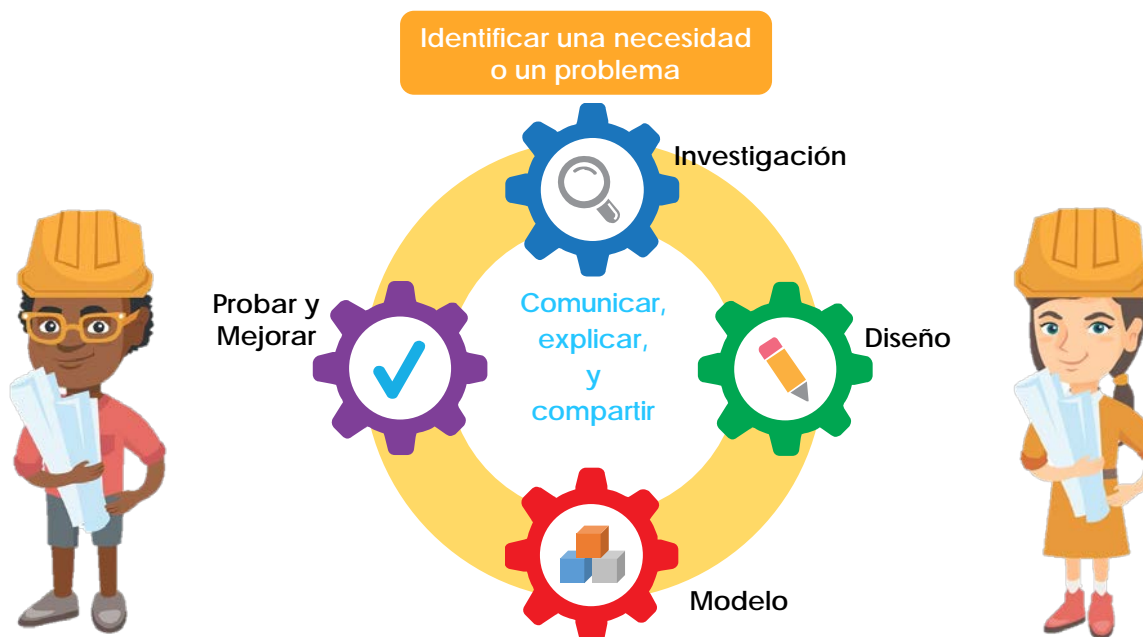 Identificar una necesidad
o un problema
Investigación
Diseño
Modelo
Probar y
Mejorar
Comunicar,
explicar,
y
compartir